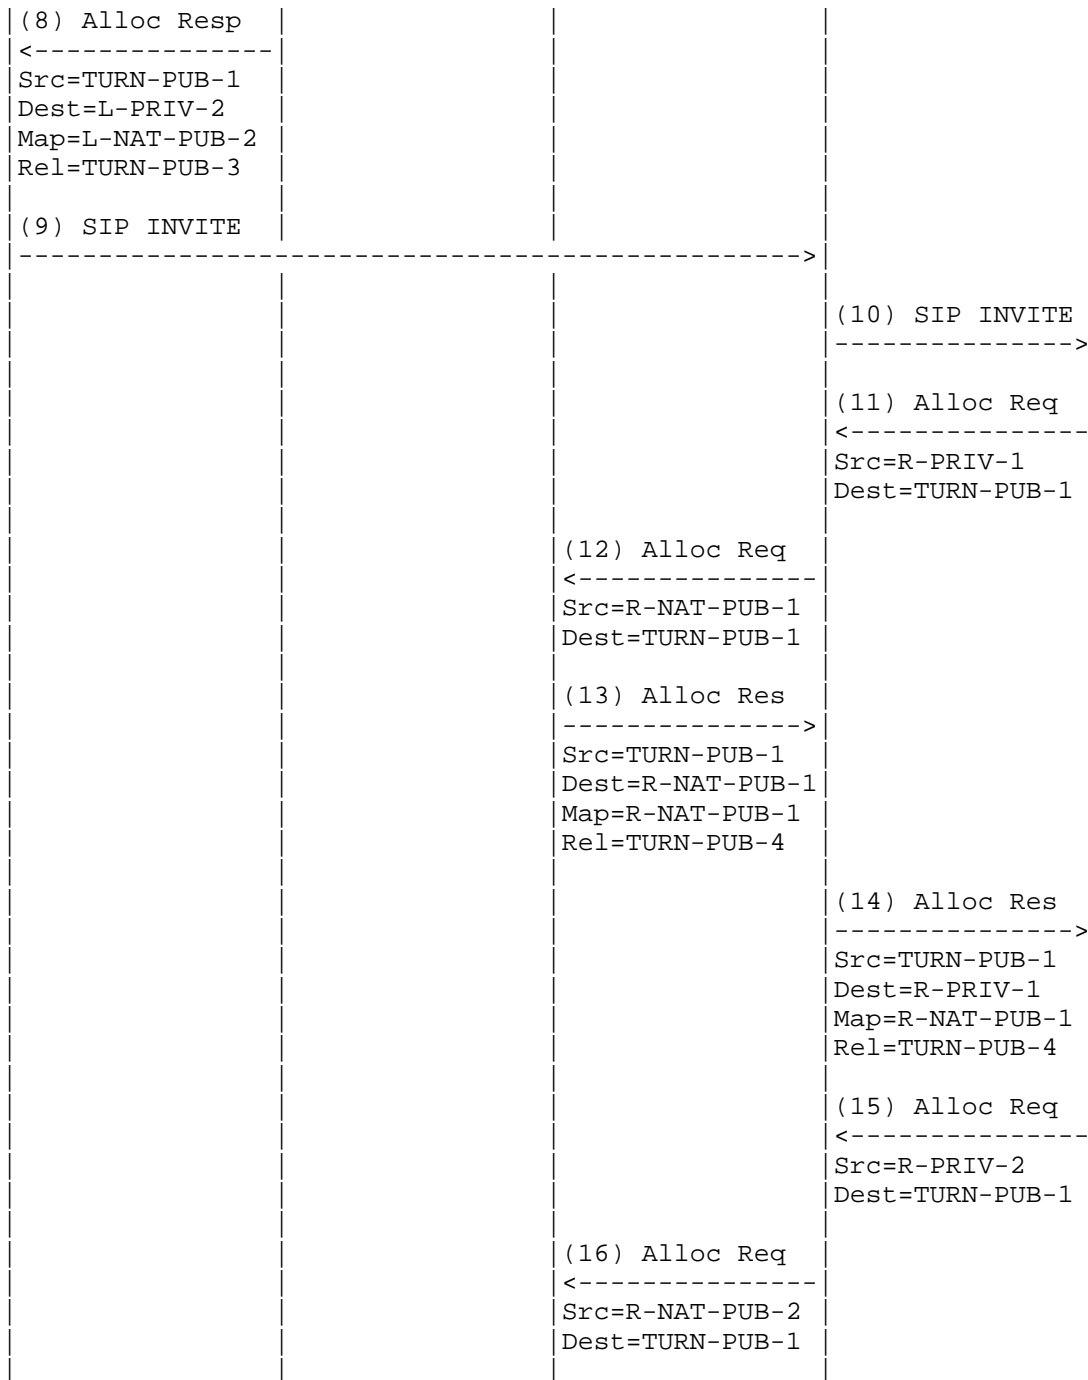 (8) Alloc Resp
<---------------
Src=TURN-PUB-1
Dest=L-PRIV-2
Map=L-NAT-PUB-2
Rel=TURN-PUB-3
(9) SIP INVITE
------------------------------------------------->
(10) SIP INVITE
--------------->
(11) Alloc Req
<---------------
Src=R-PRIV-1
Dest=TURN-PUB-1
(12) Alloc Req
<---------------
Src=R-NAT-PUB-1
Dest=TURN-PUB-1
(13) Alloc Res
--------------->
Src=TURN-PUB-1
Dest=R-NAT-PUB-1
Map=R-NAT-PUB-1
Rel=TURN-PUB-4
(14) Alloc Res
--------------->
Src=TURN-PUB-1
Dest=R-PRIV-1
Map=R-NAT-PUB-1
Rel=TURN-PUB-4
(15) Alloc Req
<---------------
Src=R-PRIV-2
Dest=TURN-PUB-1
(16) Alloc Req
<---------------
Src=R-NAT-PUB-2
Dest=TURN-PUB-1